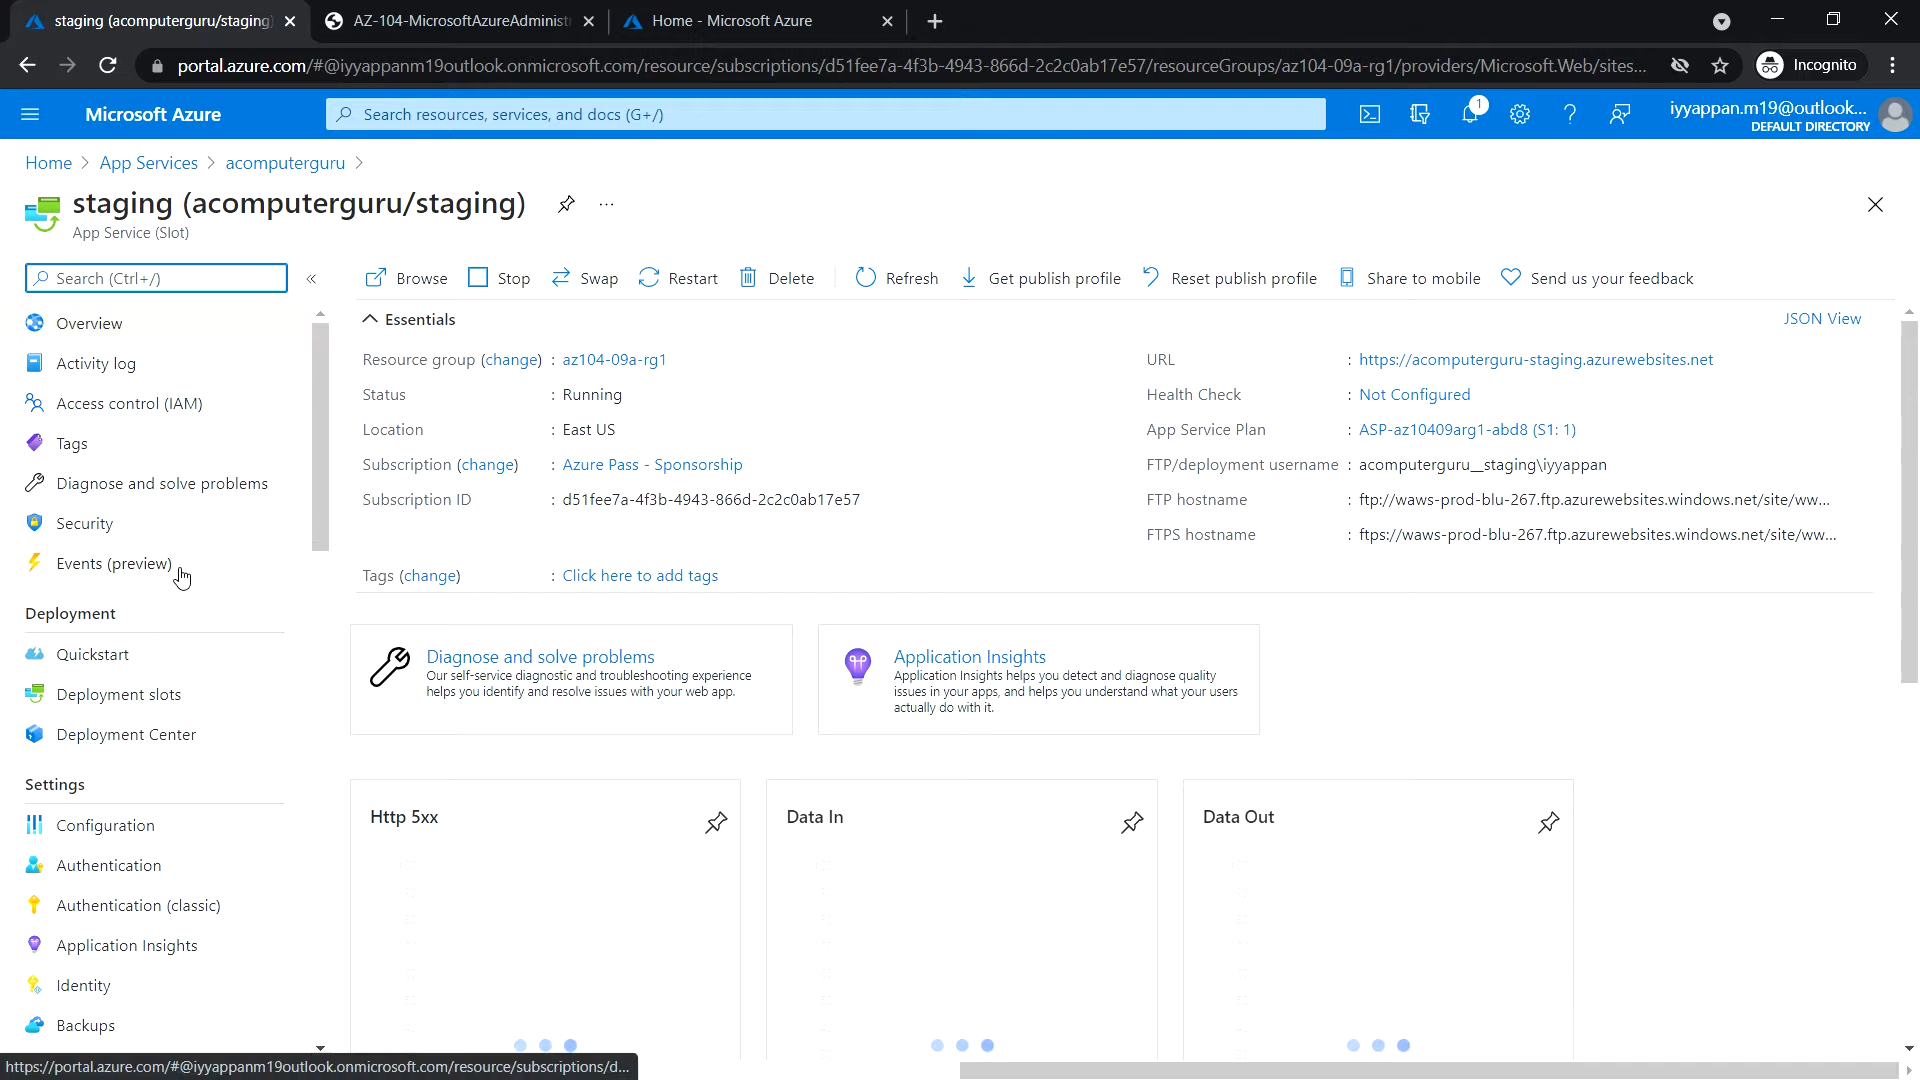 staging (acomputerguru/staging)
AZ-104-MicrosoftAzureAdminist
Home - Microsoft Azure
portal.azure.com/#@iyyappanm19outlook.onmicrosoft.com/resource/subscriptions/d51fee7a-4f3b-4943-866d-2c2c0ab17e57/resourceGroups/az104-09a-rg1/providers/Microsoft.Web/sites...
Incognito
Microsoft Azure
Search resources, services, and docs (G+/)
1
iyyappan.m19@outlook...
DEFAULT DIRECTORY
Home > App Services > acomputerguru >
staging (acomputerguru/staging)
...
App Service (Slot)
Search (Ctrl+/)
«
Browse
Stop
Swap
Restart
Delete
Refresh
Get publish profile
Reset publish profile
Share to mobile
Send us your feedback
Overview
Activity log
Access control (IAM)
Tags
Diagnose and solve problems
Security
Events (preview)
Deployment
Quickstart
Deployment slots
Deployment Center
Settings
Configuration
Authentication
Authentication (classic)
Application Insights
Identity
Backups
Essentials
JSON View
Resource group (change) : az104-09a-rg1
Status : Running
Location : East US
Subscription (change) : Azure Pass - Sponsorship
Subscription ID : d51fee7a-4f3b-4943-866d-2c2c0ab17e57
URL : https://acomputerguru-staging.azurewebsites.net
Health Check : Not Configured
App Service Plan : ASP-az10409arg1-abd8 (S1: 1)
FTP/deployment username : acomputerguru__staging\iyyappan
FTP hostname : ftp://waws-prod-blu-267.ftp.azurewebsites.windows.net/site/ww...
FTPS hostname : ftps://waws-prod-blu-267.ftp.azurewebsites.windows.net/site/ww...
Tags (change) : Click here to add tags
Diagnose and solve problems
Our self-service diagnostic and troubleshooting experience
helps you identify and resolve issues with your web app.
Application Insights
Application Insights helps you detect and diagnose quality
issues in your apps, and helps you understand what your users
actually do with it.
Http 5xx
Data In
Data Out
https://portal.azure.com/#@iyyappanm19outlook.onmicrosoft.com/resource/subscriptions/d...